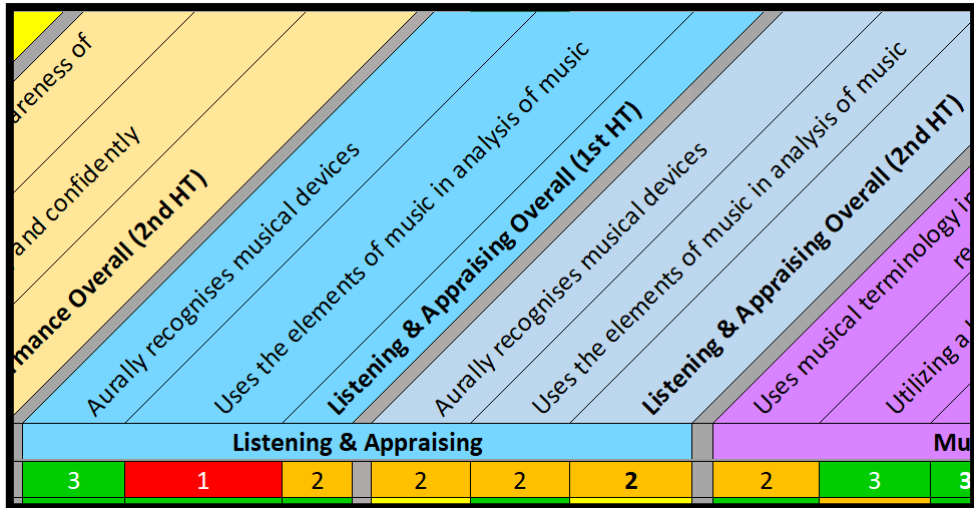 areness of
and confidently
rmance Overall (2nd HT)
Aurally recognises musical devices
Uses the elements of music in analysis of music
Listening & Appraising Overall (1st HT)
Aurally recognises musical devices
Uses the elements of music in analysis of music
Listening & Appraising Overall (2nd HT)
Uses musical terminology in
re
Utilizing a
Listening & Appraising
Mu
3 1 2 2 2 2 2 3 3